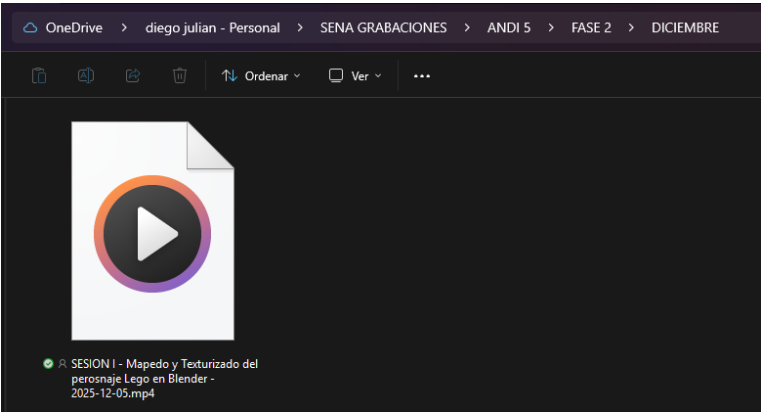 OneDrive > diego julian - Personal > SENA GRABACIONES > ANDI 5 > FASE 2 > DICIEMBRE
Ordenar Ver ...
SESION I - Mapedo y Texturizado del
perosnaje Lego en Blender -
2025-12-05.mp4